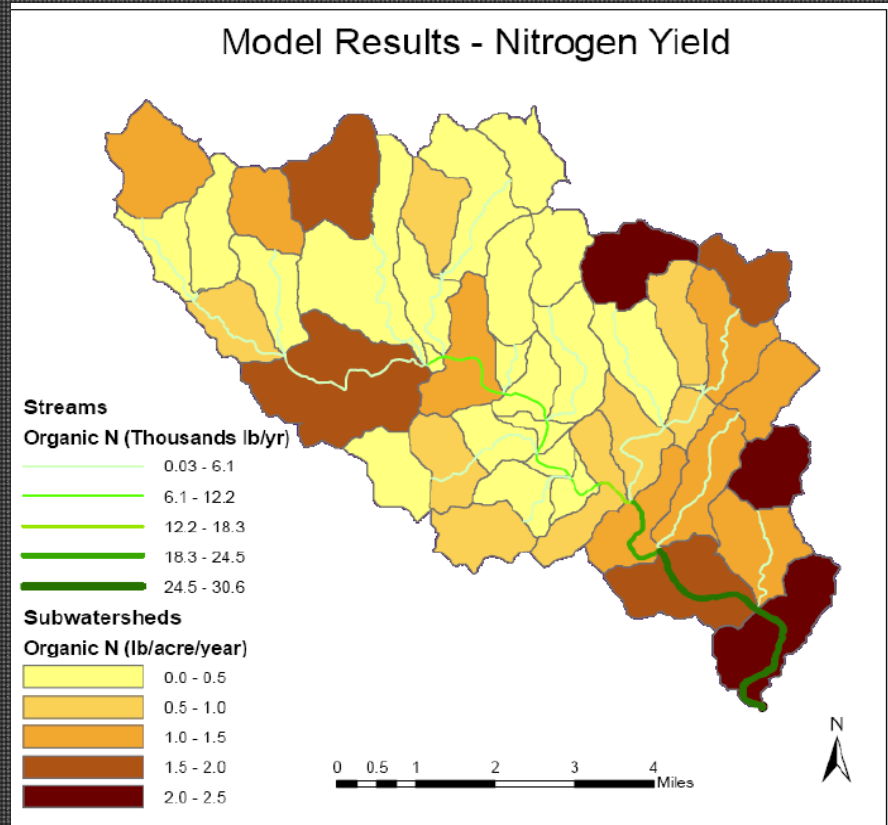 Model Results - Nitrogen Yield
Streams
Organic N (Thousands lb/yr)
0.03 - 6.1
6.1 - 12.2
12.2 - 18.3
18.3 - 24.5
24.5 - 30.6
Subwatersheds
Organic N (lb/acre/year)
0.0 - 0.5
0.5 - 1.0
1.0 - 1.5
1.5 - 2.0
2.0 - 2.5
0 0.5 1 2 3 4
Miles
N